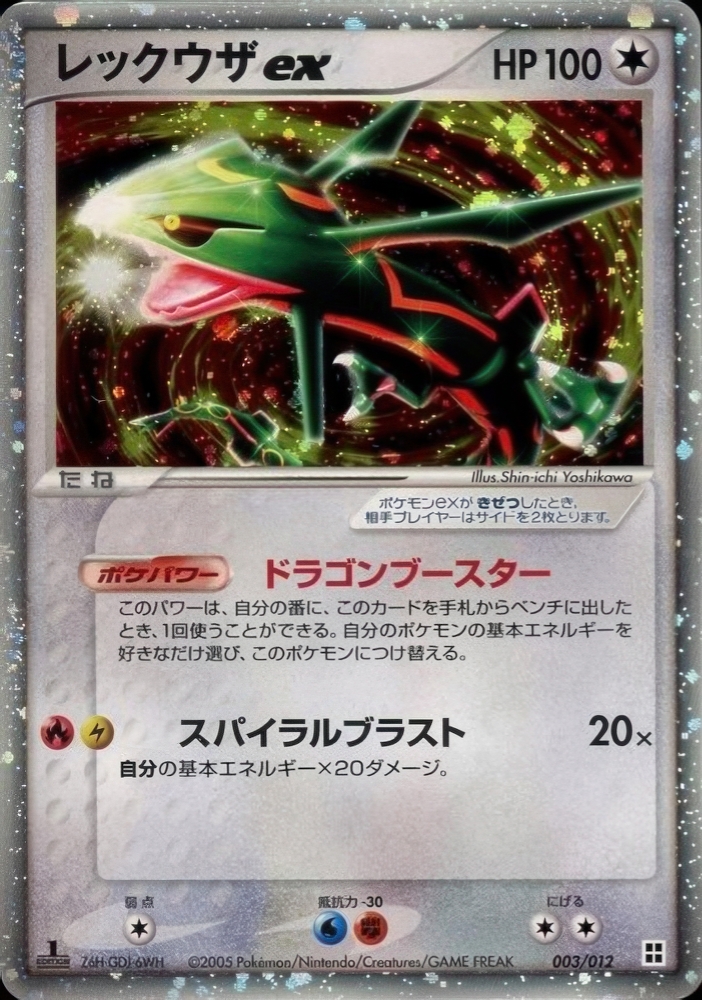 レックウザex HP100
たね
Illus.Shin-ichi Yoshikawa
ポケモンexが きぜつしたとき、
相手プレイヤーはサイドを2枚とります。
ポケパワー ドラゴンブースター
このパワーは、自分の番に、このカードを手札からベンチに出した
とき、1回使うことができる。自分のポケモンの基本エネルギーを
好きなだけ選び、このポケモンにつけ替える。
スパイラルブラスト 20×
自分の基本エネルギー×20ダメージ。
弱点 抵抗力 -30 にげる
1 EDITION Z6H-GDJ-6WH ©2005 Pokémon/Nintendo/Creatures/GAME FREAK 003/012